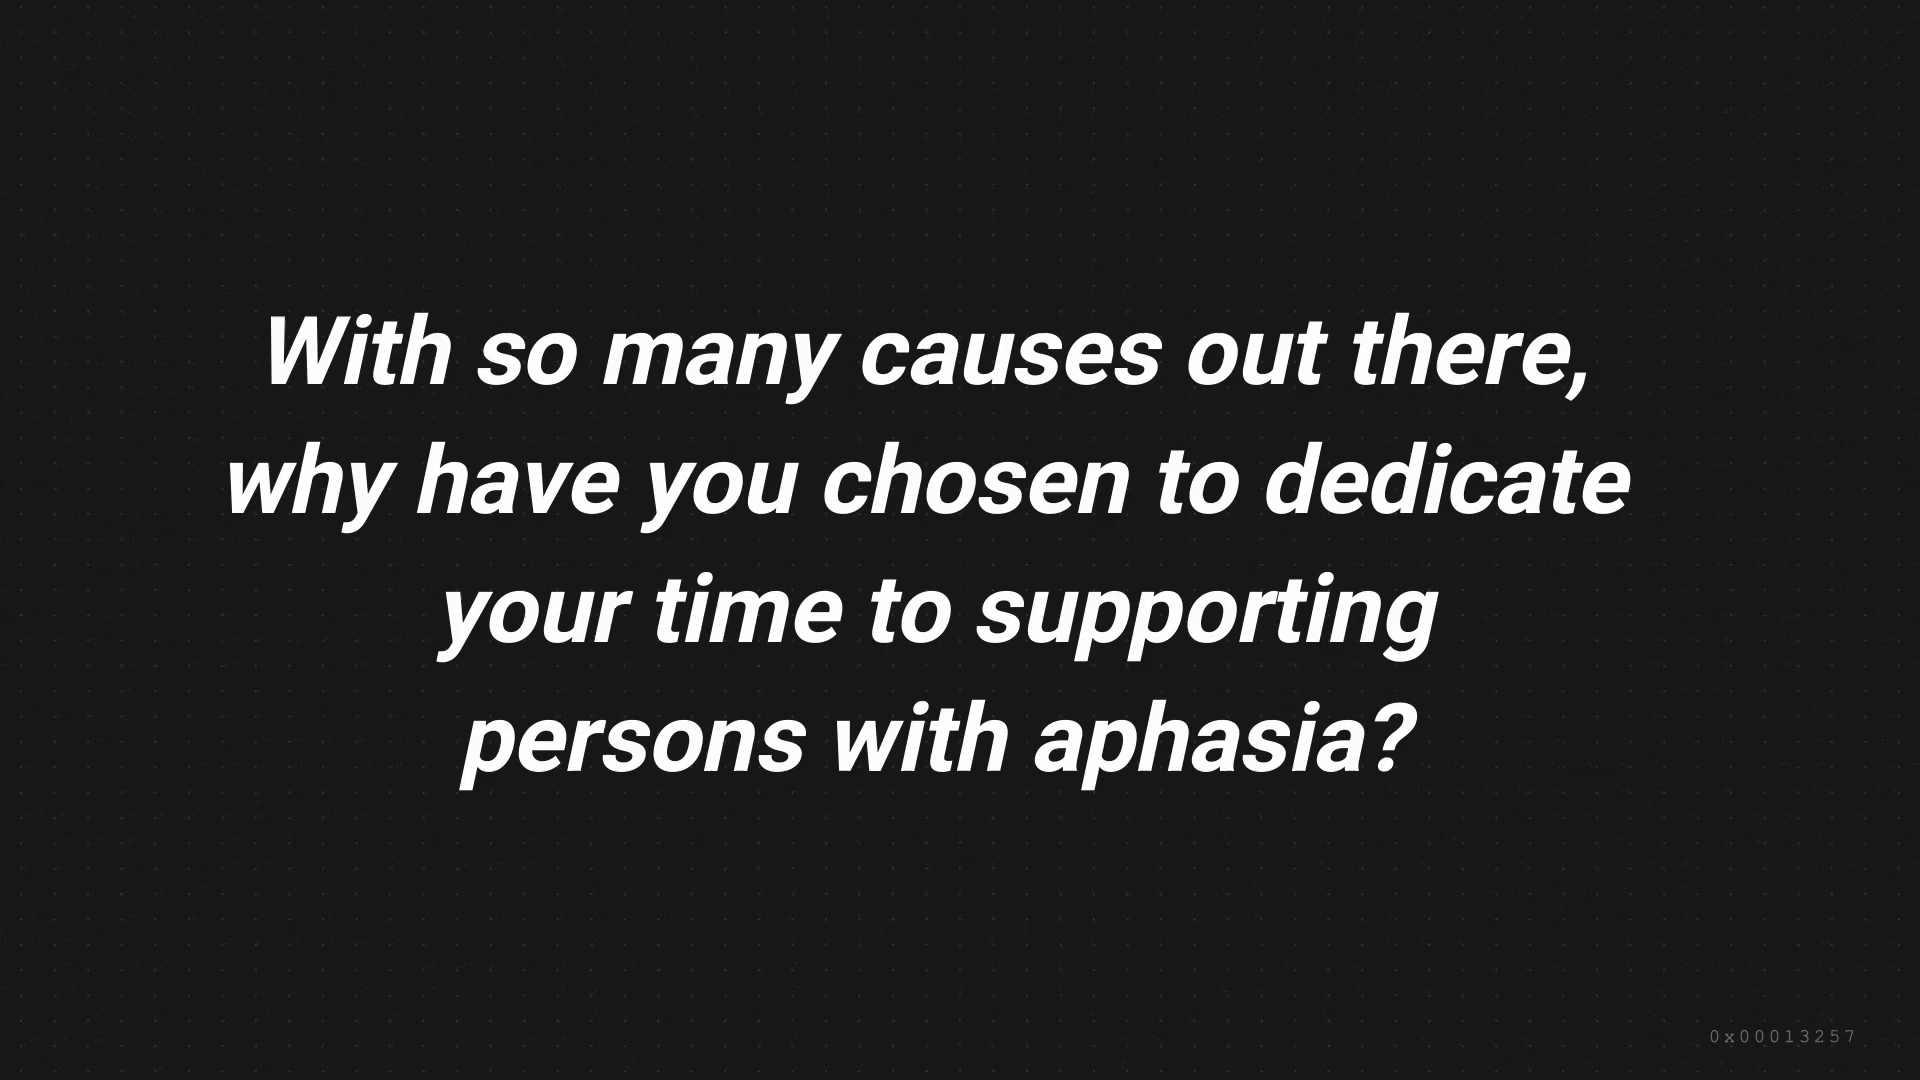 With so many causes out there,
why have you chosen to dedicate
your time to supporting
persons with aphasia?
0x00013257